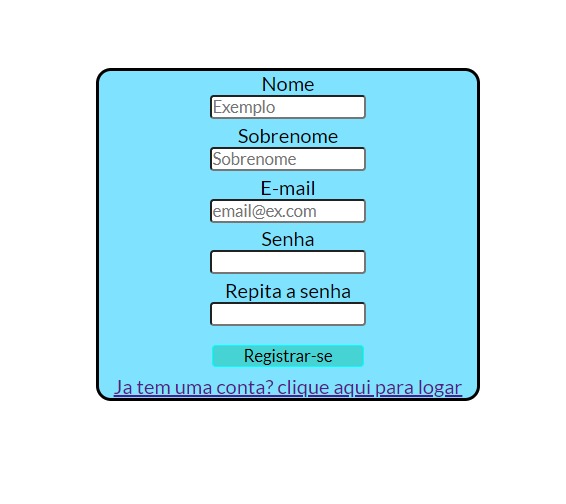 Nome
Exemplo
Sobrenome
Sobrenome
E-mail
email@ex.com
Senha
Repita a senha
Registrar-se
Ja tem uma conta? clique aqui para logar